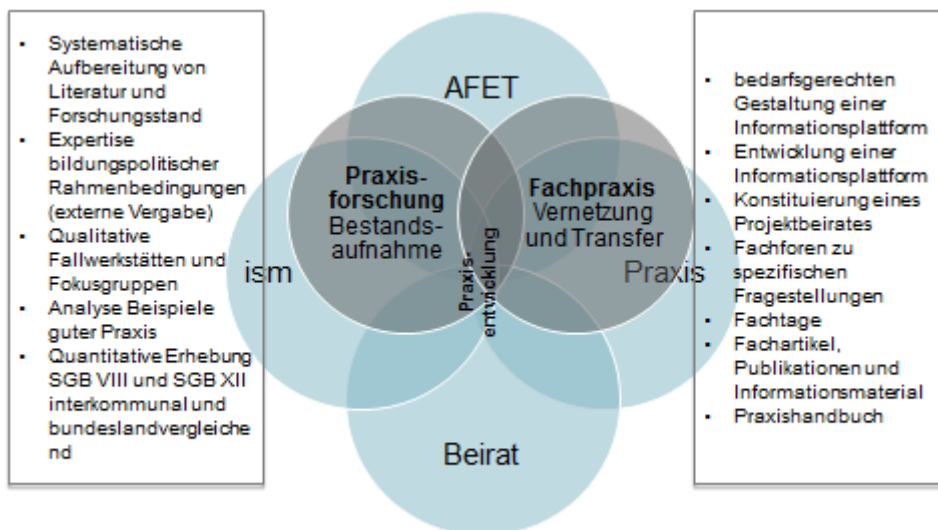 • Systematische
Aufbereitung von
Literatur und
Forschungsstand
• Expertise
bildungspolitischer
Rahmenbedingungen
(externe Vergabe)
• Qualitative
Fallwerkstätten und
Fokusgruppen
• Analyse Beispiele
guter Praxis
• Quantitative Erhebung
SGB VIII und SGB XII
interkommunal und
bundeslandvergleiche
nd
AFET
Praxis-
forschung
Bestands-
aufnahme
Fachpraxis
Vernetzung
und Transfer
ism
Praxis-
entwicklung
Praxis
Beirat
• bedarfsgerechten
Gestaltung einer
Informationsplattform
• Entwicklung einer
Informationsplattform
• Konstituierung eines
Projektbeirates
• Fachforen zu
spezifischen
Fragestellungen
• Fachtage
• Fachartikel,
Publikationen und
Informationsmaterial
• Praxishandbuch